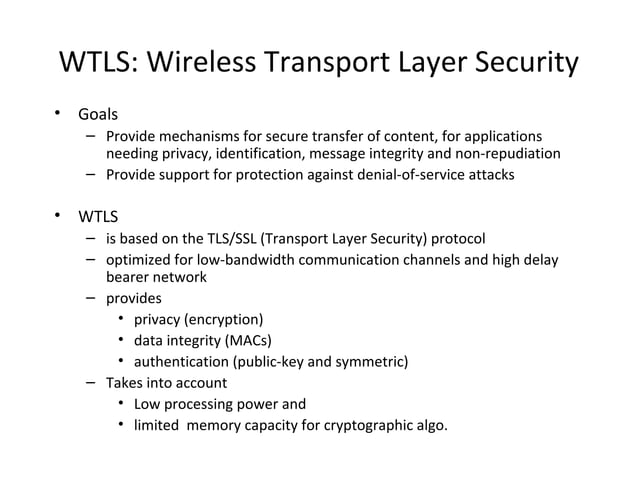 WTLS: Wireless Transport Layer Security
• Goals
– Provide mechanisms for secure transfer of content, for applications
needing privacy, identification, message integrity and non-repudiation
– Provide support for protection against denial-of-service attacks
• WTLS
– is based on the TLS/SSL (Transport Layer Security) protocol
– optimized for low-bandwidth communication channels and high delay
bearer network
– provides
• privacy (encryption)
• data integrity (MACs)
• authentication (public-key and symmetric)
– Takes into account
• Low processing power and
• limited  memory capacity for cryptographic algo.